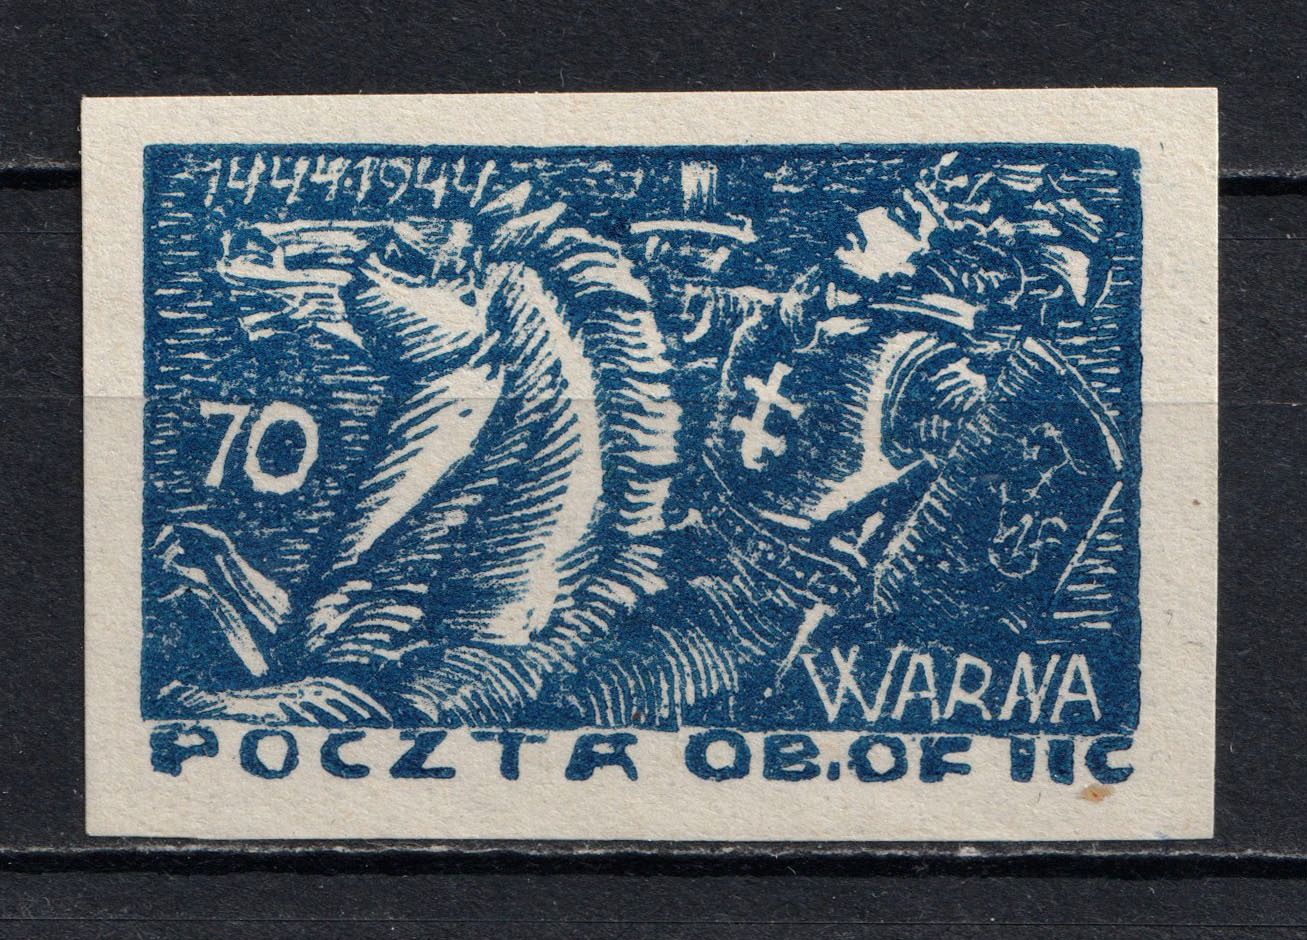 1444·1944
70
WARNA
POCZTA OB. OF IIC